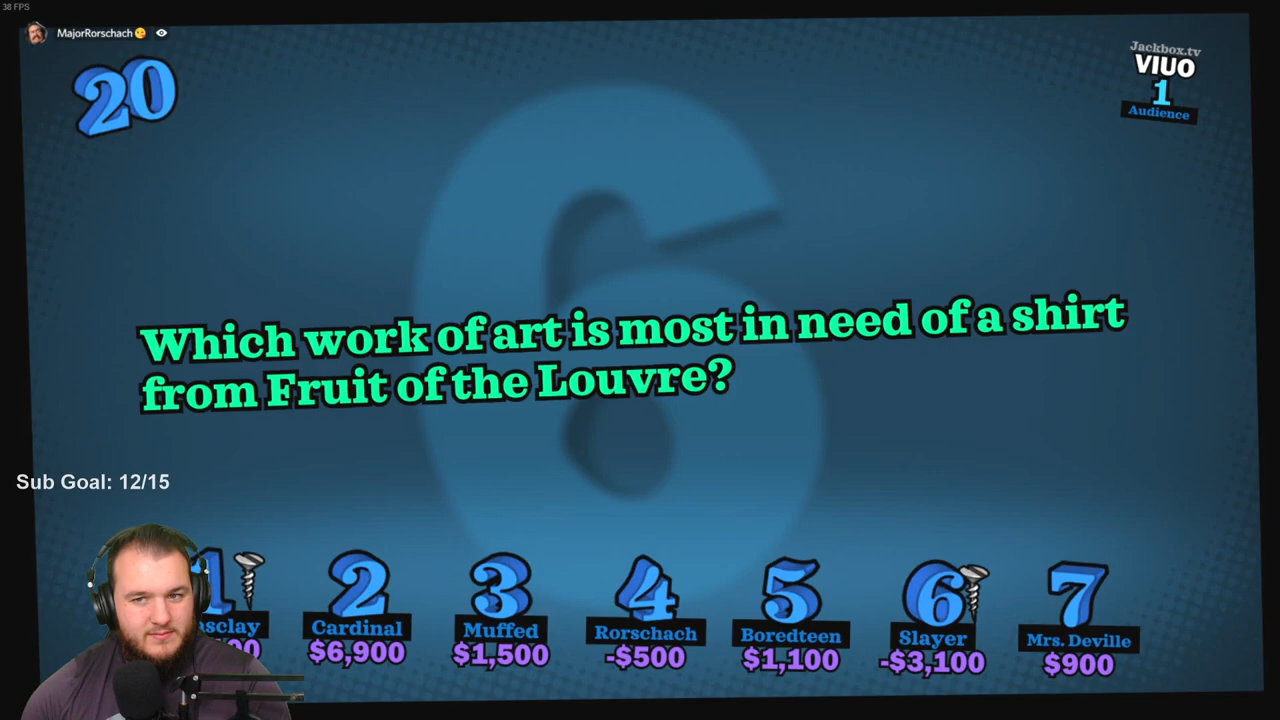 38 FPS
MajorRorschach
20
Jackbox.tv
VIUO
1
Audience
6
Which work of art is most in need of a shirt
from Fruit of the Louvre?
Sub Goal: 12/15
1 2 3 4 5 6 7
Cardinal Muffed Rorschach Boredteen Slayer Mrs. Deville
$6,900 $1,500 -$500 $1,100 -$3,100 $900